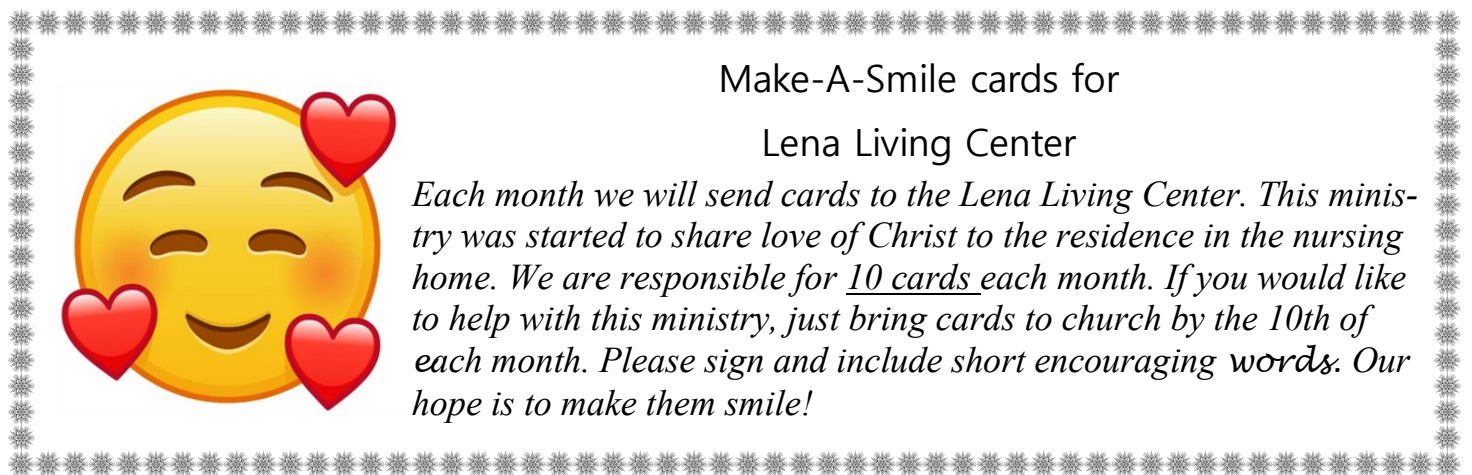 Make-A-Smile cards for
Lena Living Center
Each month we will send cards to the Lena Living Center. This minis-
try was started to share love of Christ to the residence in the nursing
home. We are responsible for 10 cards each month. If you would like
to help with this ministry, just bring cards to church by the 10th of
each month. Please sign and include short encouraging words. Our
hope is to make them smile!